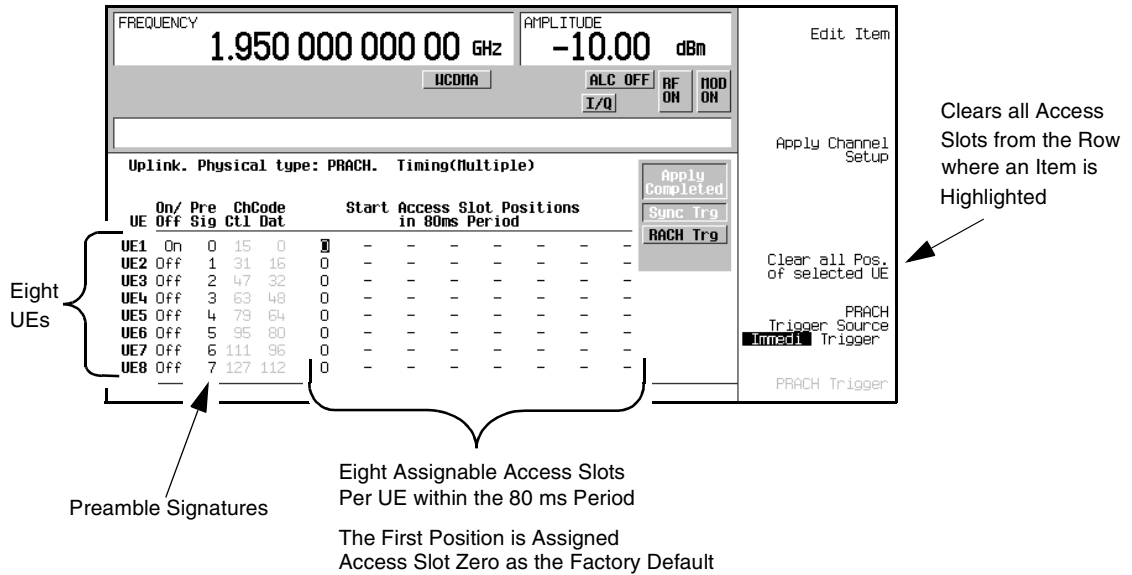 FREQUENCY
1.950 000 000 00 GHz
AMPLITUDE
-10.00 dBm
WCDMA
ALC OFF
I/Q
RF ON
MOD ON
Uplink. Physical type: PRACH. Timing(Multiple)
Apply Completed
Sync Trg
RACH Trg
On/ Pre ChCode Start Access Slot Positions
UE Off Sig Ctl Dat in 80ms Period
UE1 On 0 15 0 0 - - - - - - -
UE2 Off 1 31 16 0 - - - - - - -
UE3 Off 2 47 32 0 - - - - - - -
UE4 Off 3 63 48 0 - - - - - - -
UE5 Off 4 79 64 0 - - - - - - -
UE6 Off 5 95 80 0 - - - - - - -
UE7 Off 6 111 96 0 - - - - - - -
UE8 Off 7 127 112 0 - - - - - - -
Edit Item
Apply Channel
Setup
Clear all Pos.
of selected UE
PRACH
Trigger Source
Immedi Trigger
PRACH Trigger
Clears all Access
Slots from the Row
where an Item is
Highlighted
Eight
UEs
Preamble Signatures
Eight Assignable Access Slots
Per UE within the 80 ms Period
The First Position is Assigned
Access Slot Zero as the Factory Default